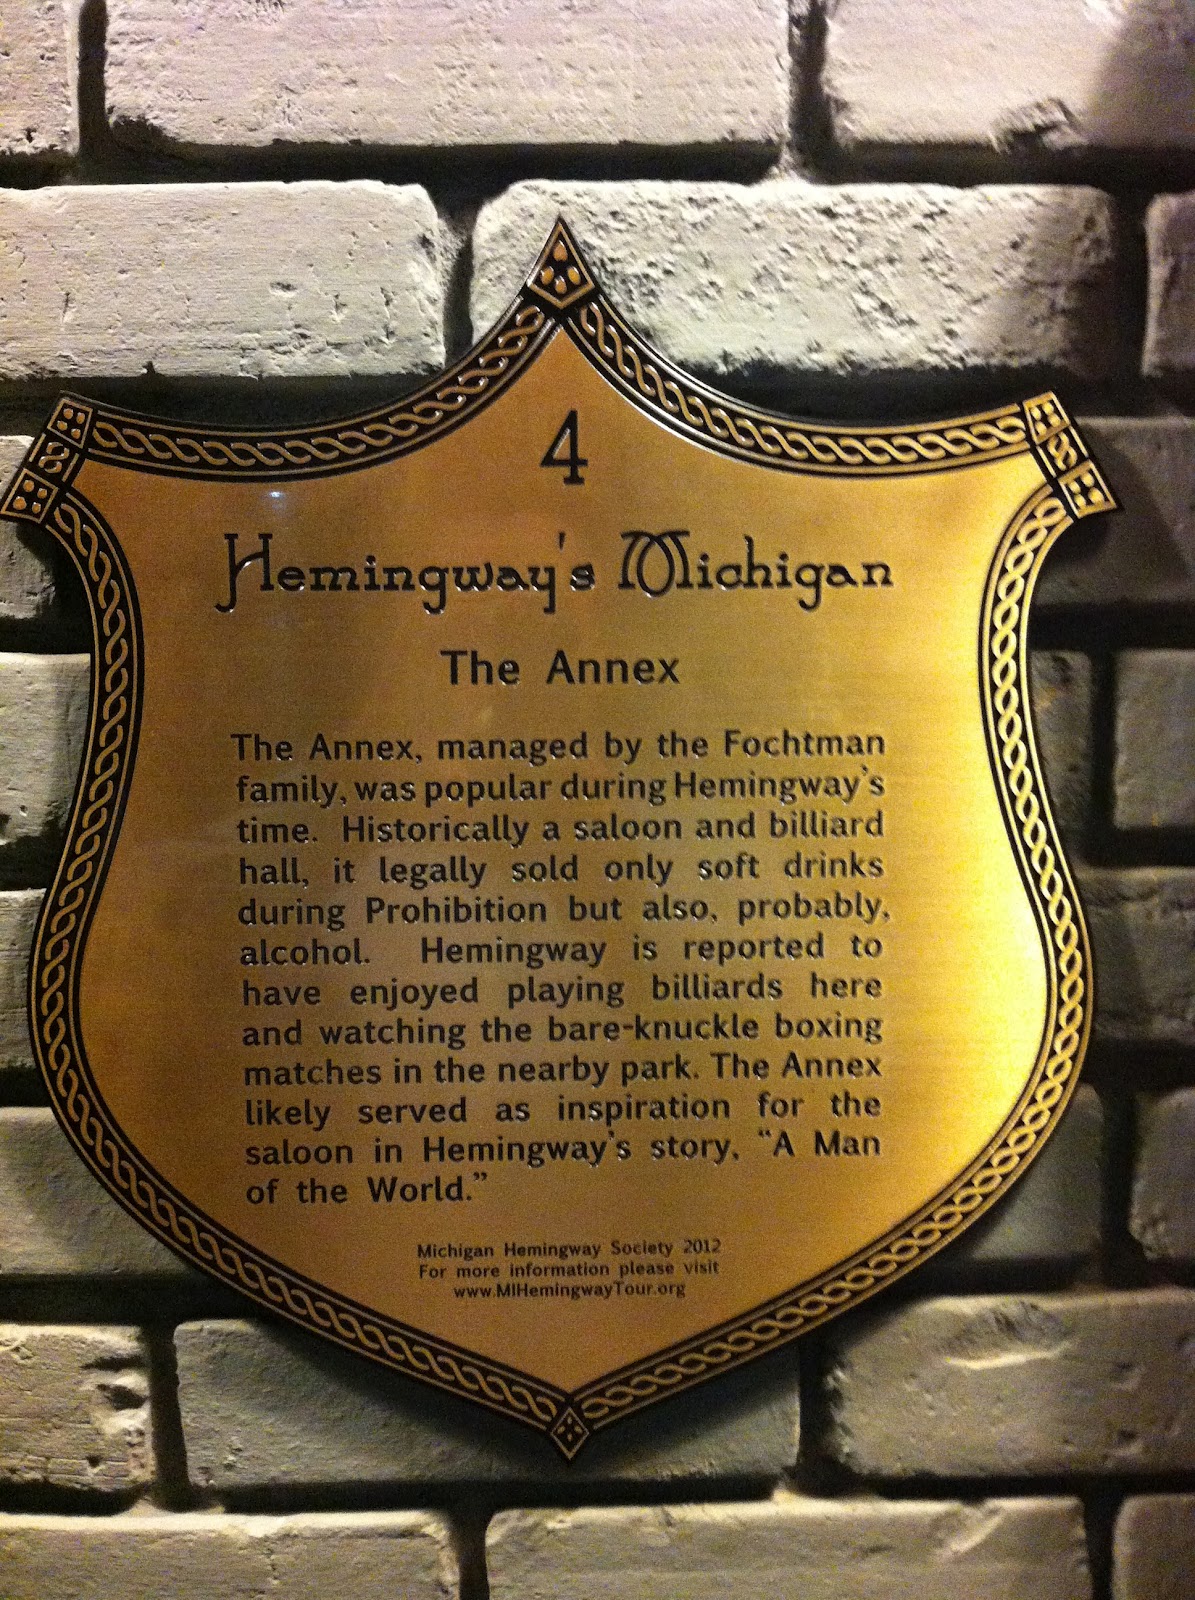 4
Hemingway's Michigan
The Annex
The Annex, managed by the Fochtman
family, was popular during Hemingway's
time. Historically a saloon and billiard
hall, it legally sold only soft drinks
during Prohibition but also, probably,
alcohol. Hemingway is reported to
have enjoyed playing billiards here
and watching the bare-knuckle boxing
matches in the nearby park. The Annex
likely served as inspiration for the
saloon in Hemingway's story, “A Man
of the World.”
Michigan Hemingway Society 2012
For more information please visit
www.MIHemingwayTour.org